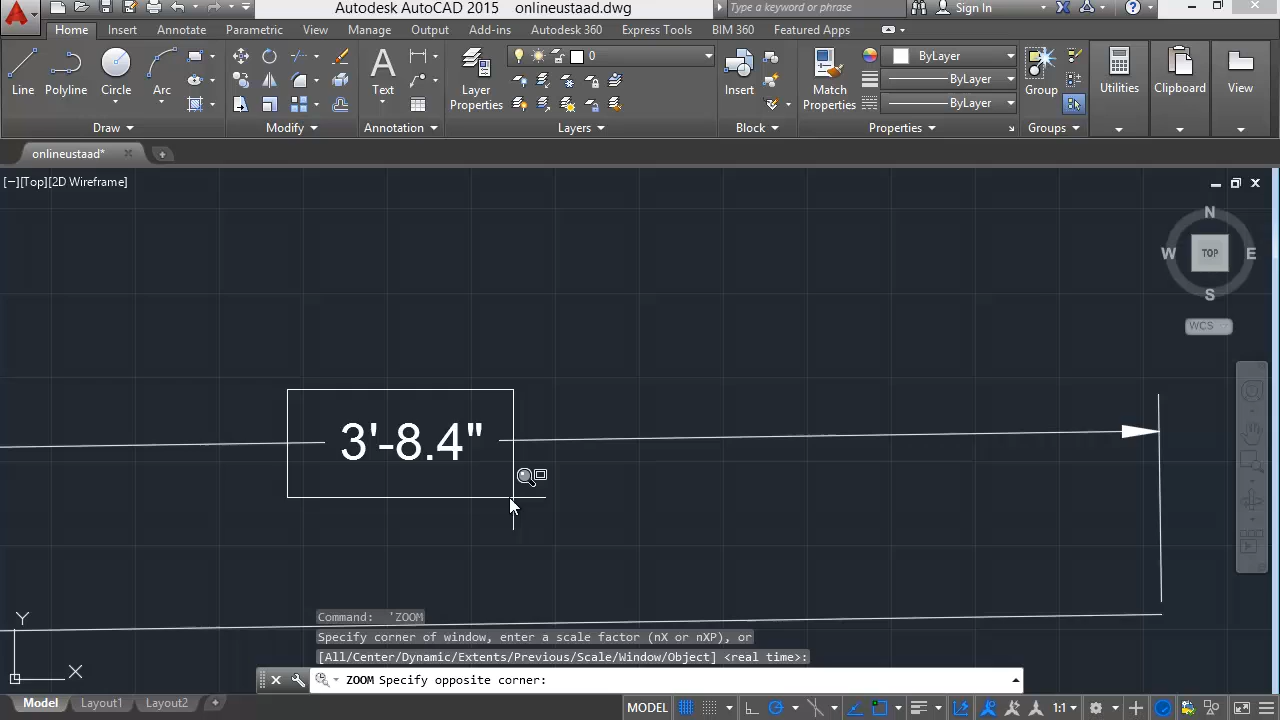 Autodesk AutoCAD 2015 onlineustaad.dwg
Type a keyword or phrase
Sign In
Home Insert Annotate Parametric View Manage Output Add-ins Autodesk 360 Express Tools BIM 360 Featured Apps
0
ByLayer
ByLayer
ByLayer
Line Polyline Circle Arc Text Layer Properties Insert Match Properties Group Utilities Clipboard View
Draw Modify Annotation Layers Block Properties Groups
onlineustaad*
[−][Top][2D Wireframe]
N
W TOP E
S
WCS
3'-8.4"
Y
X
Command: 'ZOOM
Specify corner of window, enter a scale factor (nX or nXP), or
[All/Center/Dynamic/Extents/Previous/Scale/Window/Object] <real time>:
ZOOM Specify opposite corner:
Model Layout1 Layout2
MODEL 1:1